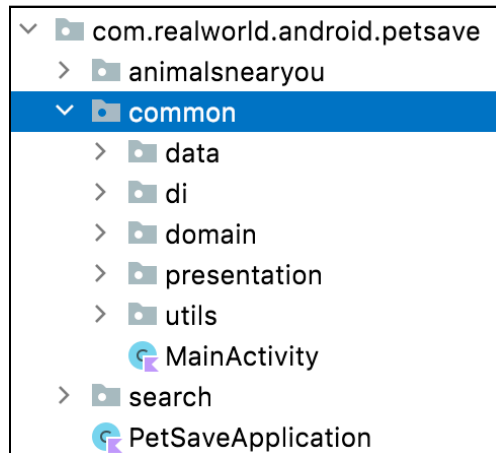 com.realworld.android.petsave
animalsnearyou
common
data
di
domain
presentation
utils
MainActivity
search
PetSaveApplication